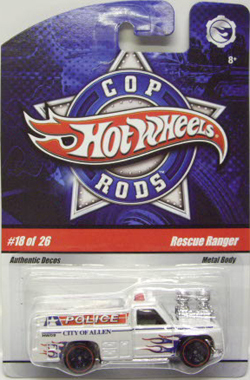 COP
8+
HOT WHEELS
RODS
#18 of 26
Rescue Ranger
Authentic Decos
Metal Body
POLICE
CITY OF ALLEN